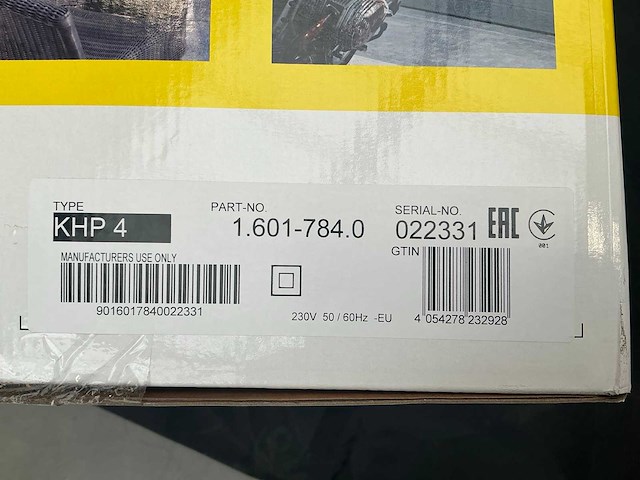 TYPE
KHP 4
PART-NO.
1.601-784.0
SERIAL-NO.
022331
EAC
MANUFACTURERS USE ONLY
9016017840022331
230V 50 / 60Hz -EU
GTIN
4 054278 232928